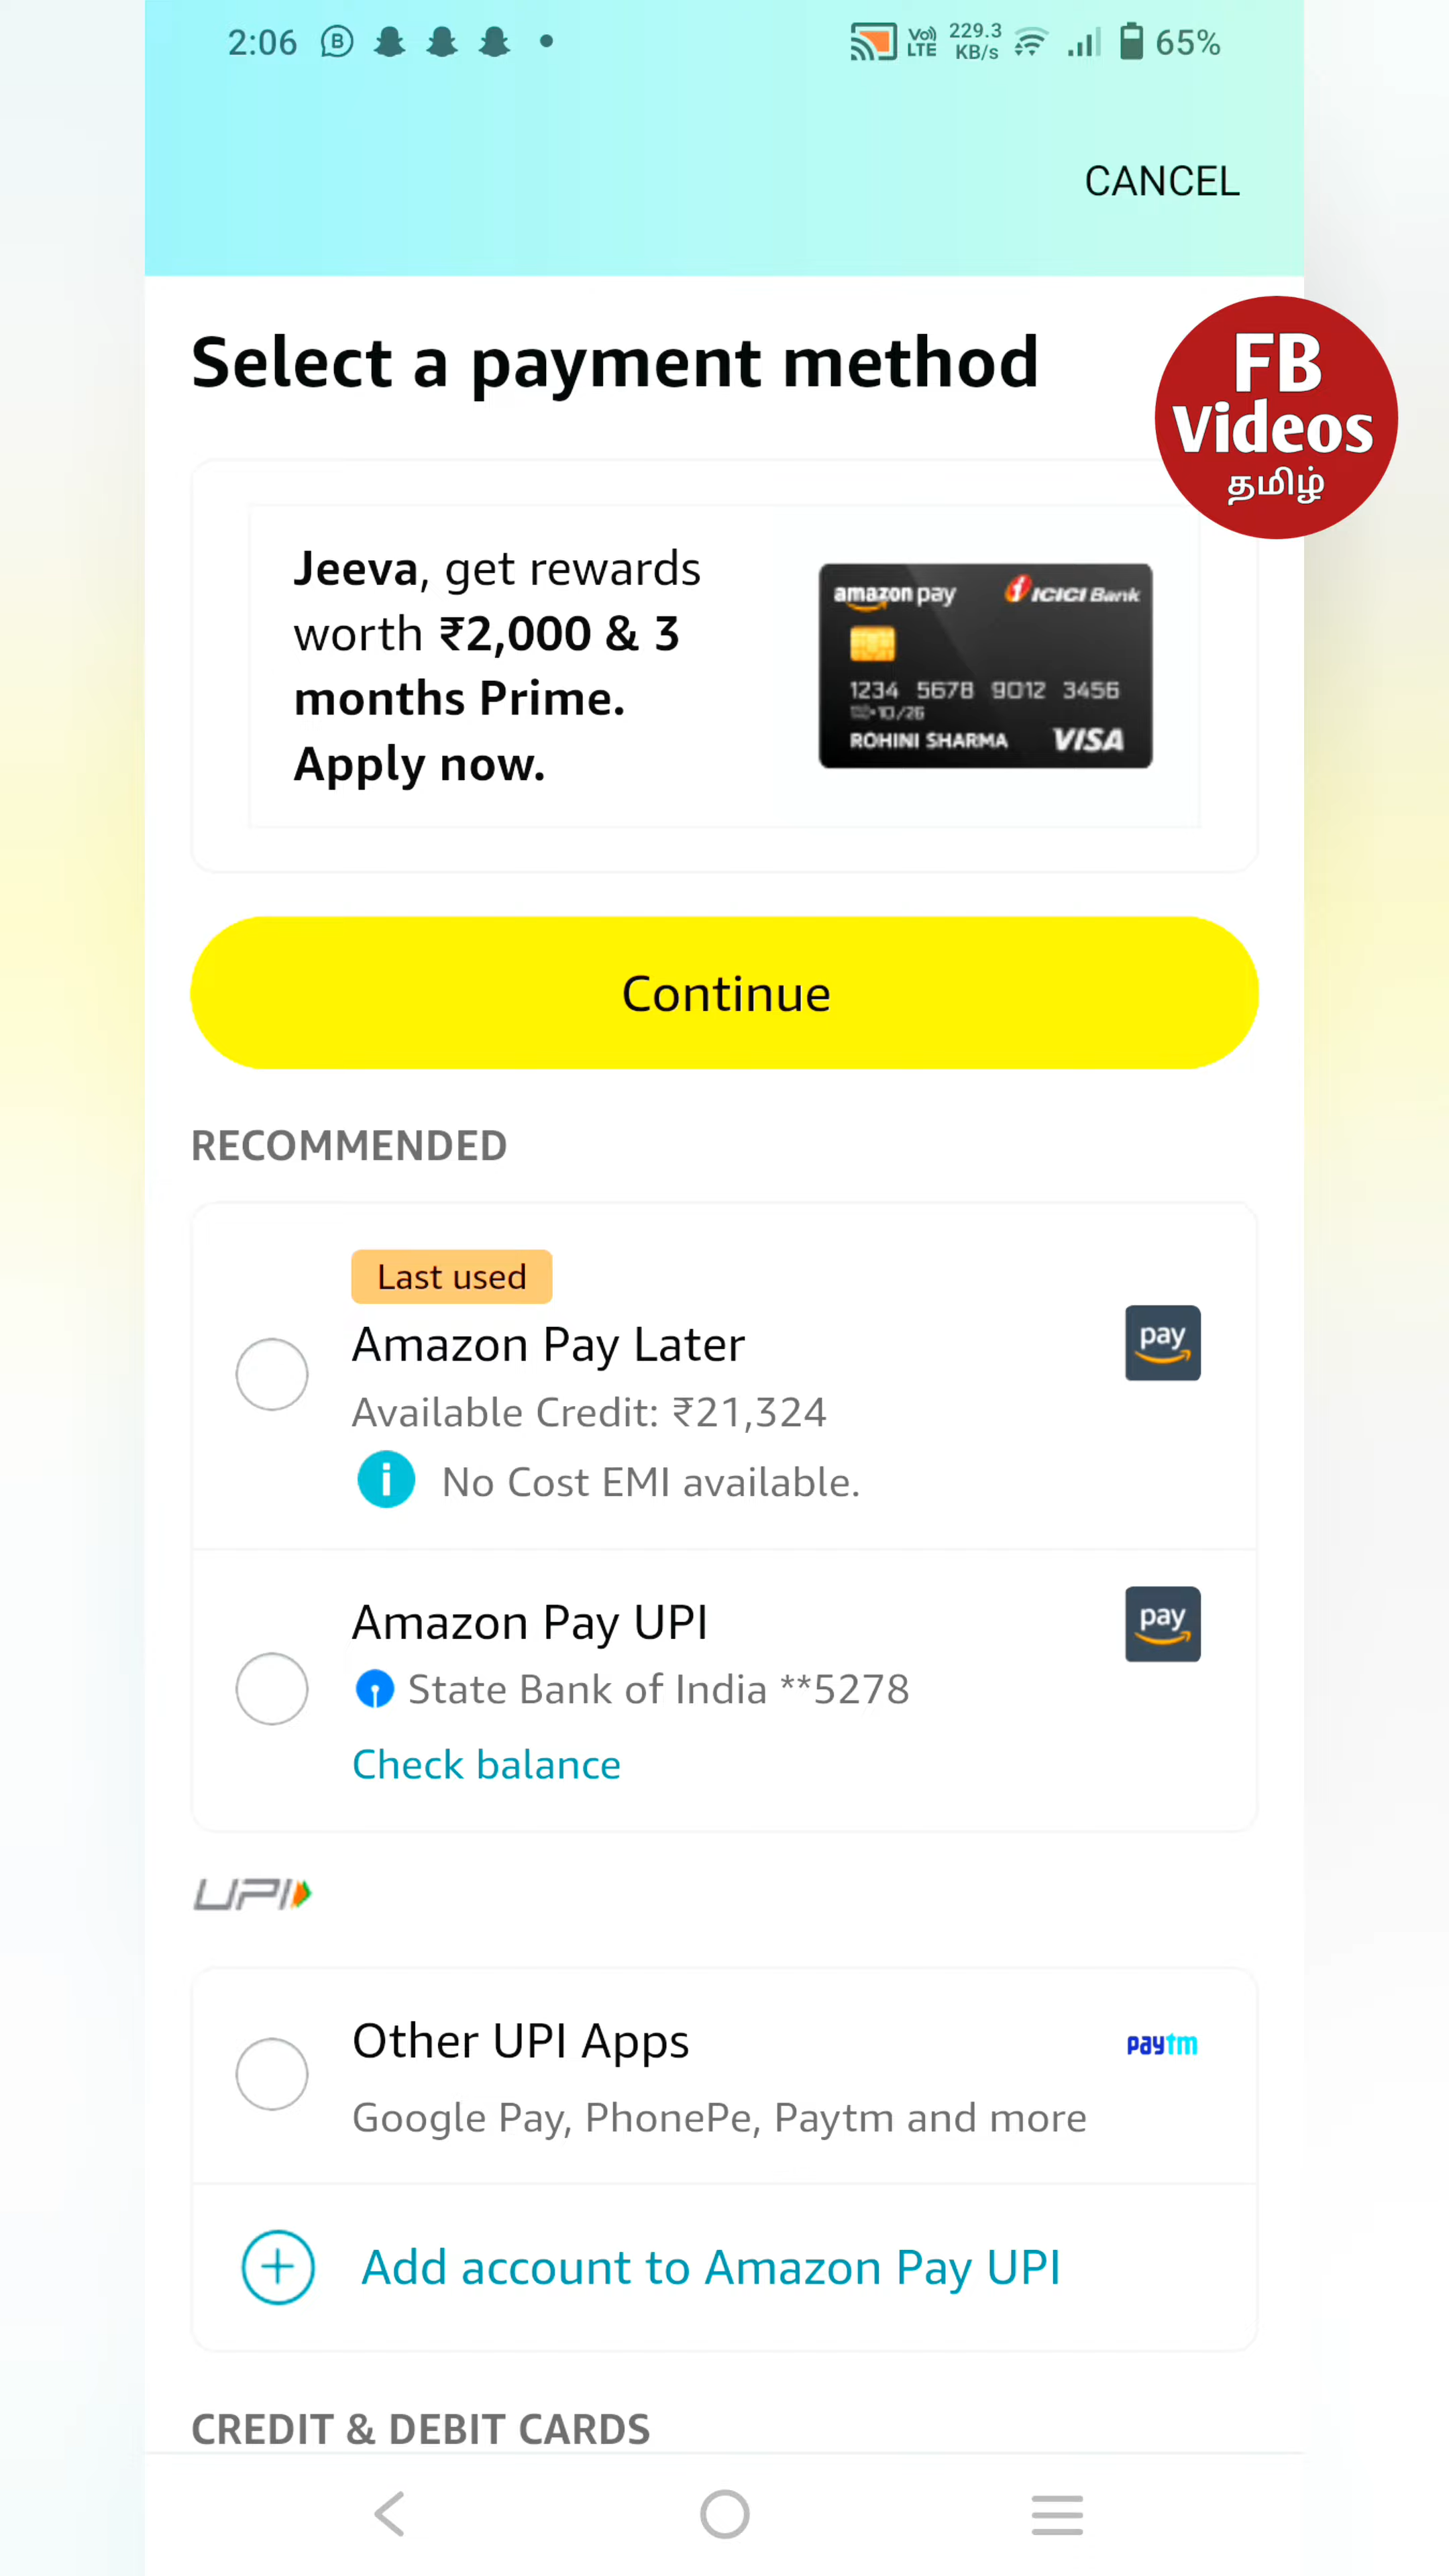 2:06
VoD LTE 229.3 KB/s 65%
CANCEL
Select a payment method
FB
Videos
தமிழ்
Jeeva, get rewards
worth ₹2,000 & 3
months Prime.
Apply now.
amazon pay ICICI Bank
1234 5678 9012 3456
10/26
ROHINI SHARMA VISA
Continue
RECOMMENDED
Last used
Amazon Pay Later
pay
Available Credit: ₹21,324
No Cost EMI available.
Amazon Pay UPI
pay
State Bank of India **5278
Check balance
UPI
Other UPI Apps
paytm
Google Pay, PhonePe, Paytm and more
Add account to Amazon Pay UPI
CREDIT & DEBIT CARDS